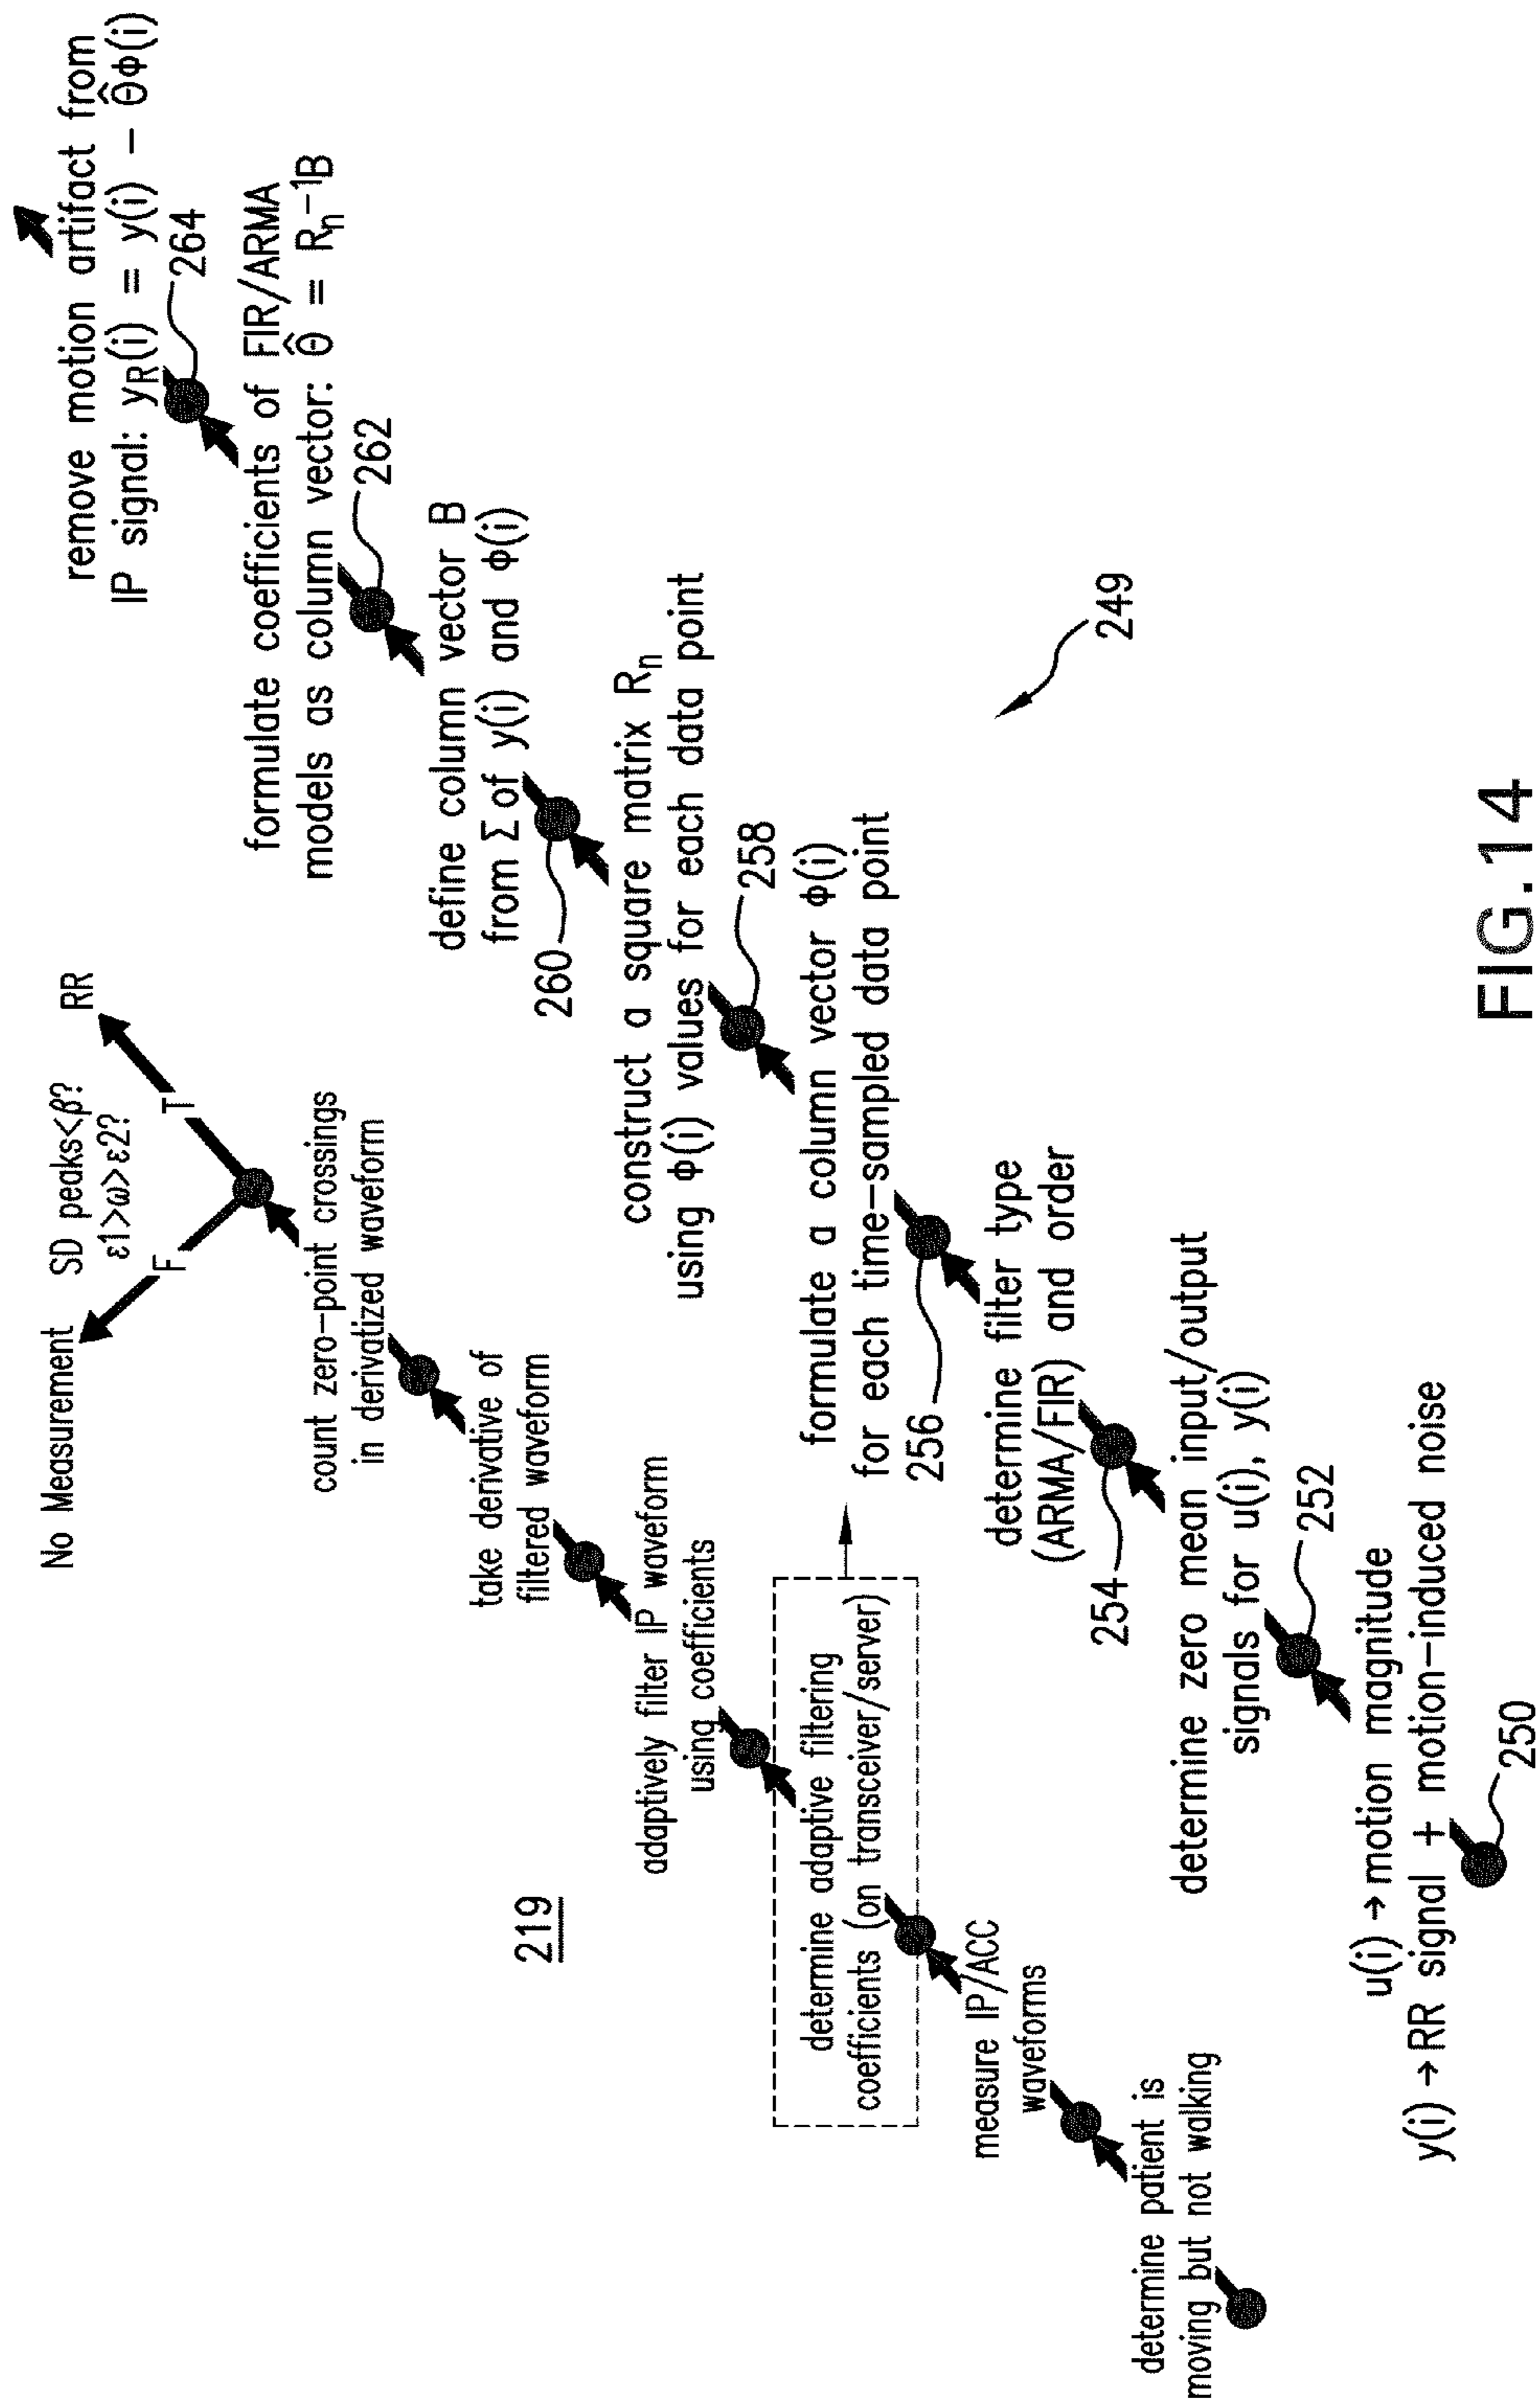 No Measurement
SD peaks<β?
ε1>ω>ε2?
RR
F
T
count zero-point crossings
in derivatized waveform
take derivative of
filtered waveform
adaptively filter IP waveform
using coefficients
219
determine adaptive filtering
coefficients (on transceiver/server)
measure IP/ACC
waveforms
determine patient is
moving but not walking
remove motion artifact from
IP signal: yR(i) = y(i) − Θ̂ϕ(i)
264
formulate coefficients of FIR/ARMA
models as column vector: Θ̂ = Rn−1B
262
define column vector B
from Σ of y(i) and ϕ(i)
260
construct a square matrix Rn
using ϕ(i) values for each data point
258
formulate a column vector ϕ(i)
for each time-sampled data point
256
determine filter type
(ARMA/FIR) and order
254
determine zero mean input/output
signals for u(i), y(i)
252
u(i) → motion magnitude
y(i) → RR signal + motion-induced noise
250
249
FIG.14